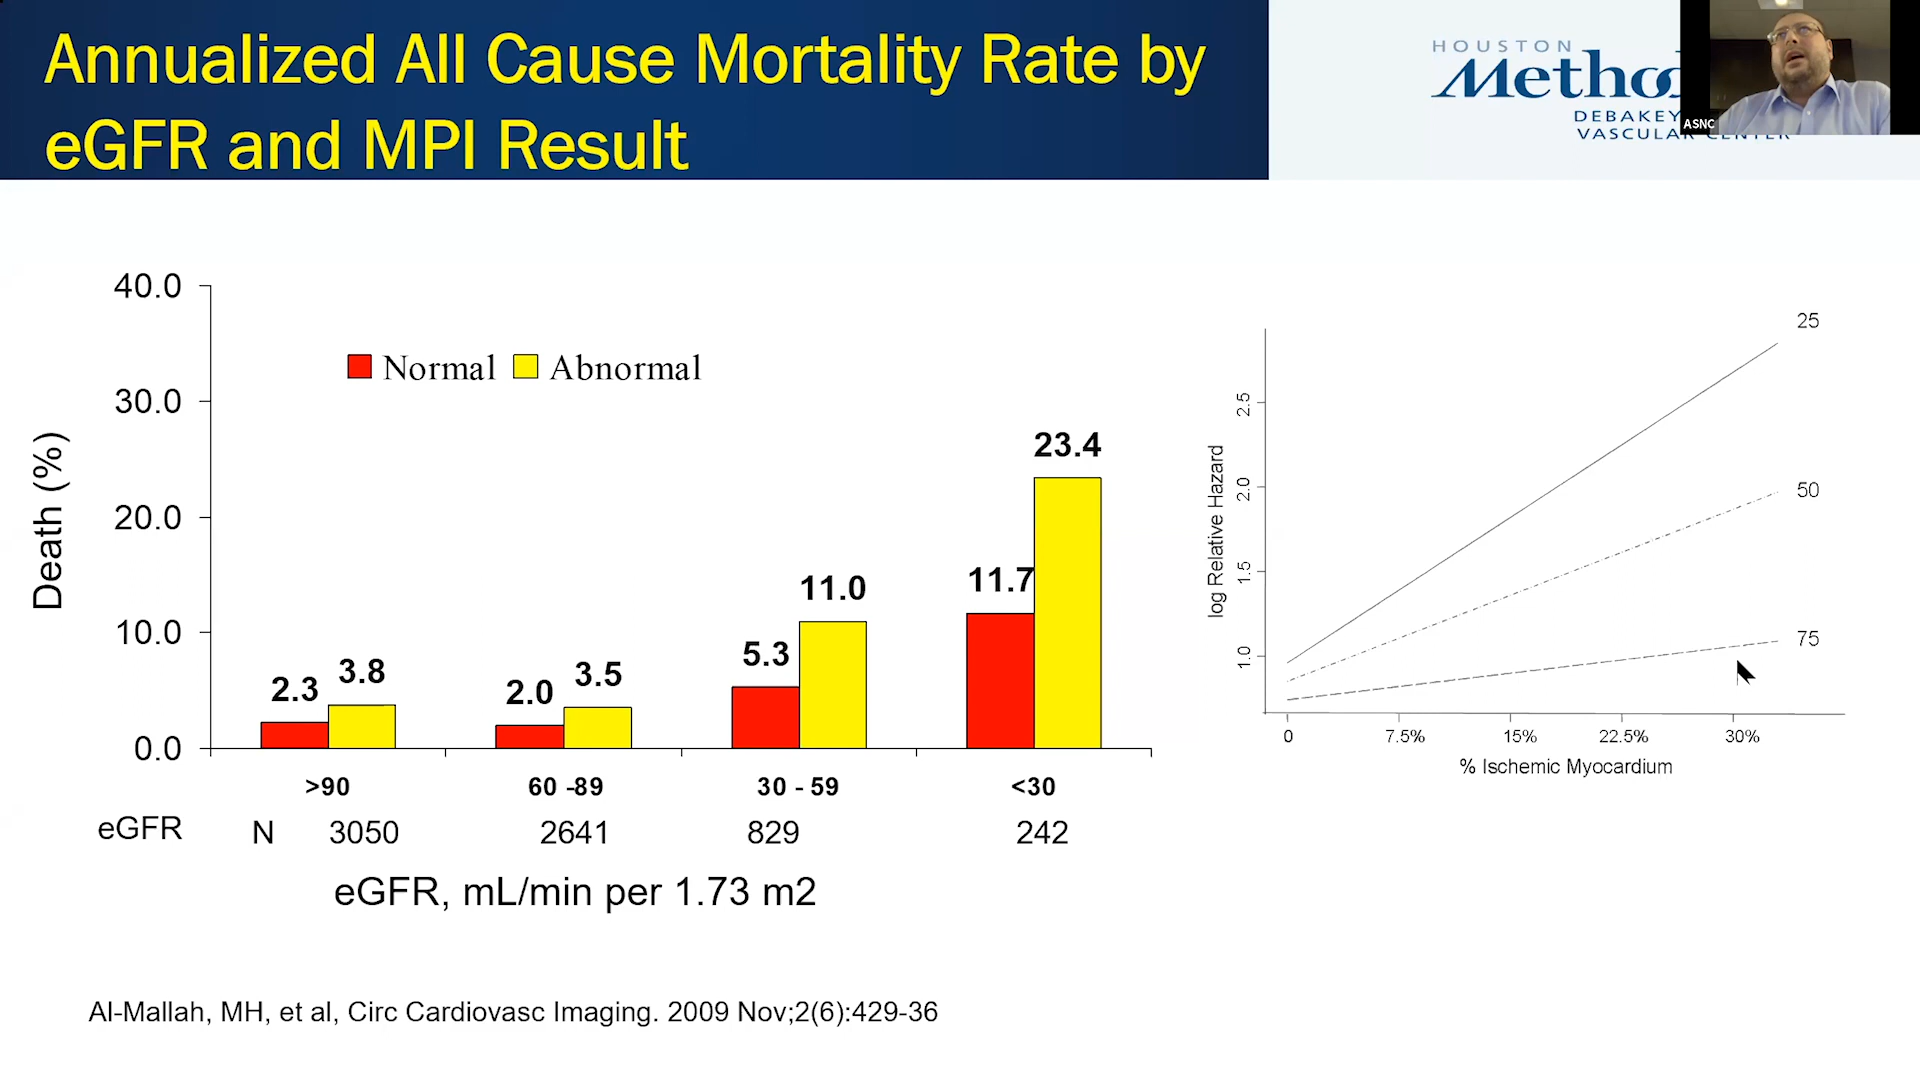 Annualized All Cause Mortality Rate by
eGFR and MPI Result
HOUSTON
DEBAKEY
VASCULAR CENTER
ASNC
Death (%)
40.0
30.0
20.0
10.0
0.0
Normal Abnormal
2.3 3.8 2.0 3.5 5.3 11.0 11.7 23.4
>90 60 -89 30 - 59 <30
eGFR N 3050 2641 829 242
eGFR, mL/min per 1.73 m2
log Relative Hazard
2.5
2.0
1.5
1.0
25
50
75
0 7.5% 15% 22.5% 30%
% Ischemic Myocardium
Al-Mallah, MH, et al, Circ Cardiovasc Imaging. 2009 Nov;2(6):429-36